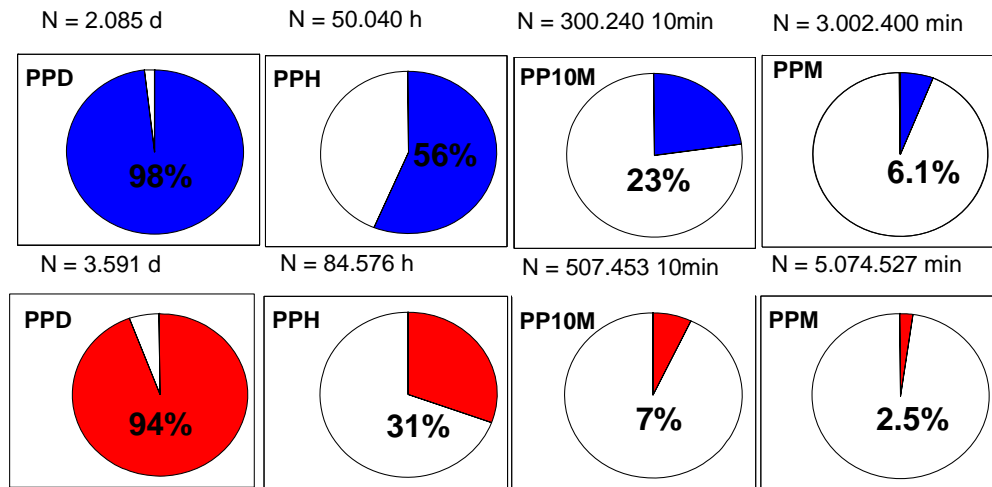 N = 2.085 d
N = 50.040 h
N = 300.240 10min
N = 3.002.400 min
PPD
98%
PPH
56%
PP10M
23%
PPM
6.1%
N = 3.591 d
N = 84.576 h
N = 507.453 10min
N = 5.074.527 min
PPD
94%
PPH
31%
PP10M
7%
PPM
2.5%